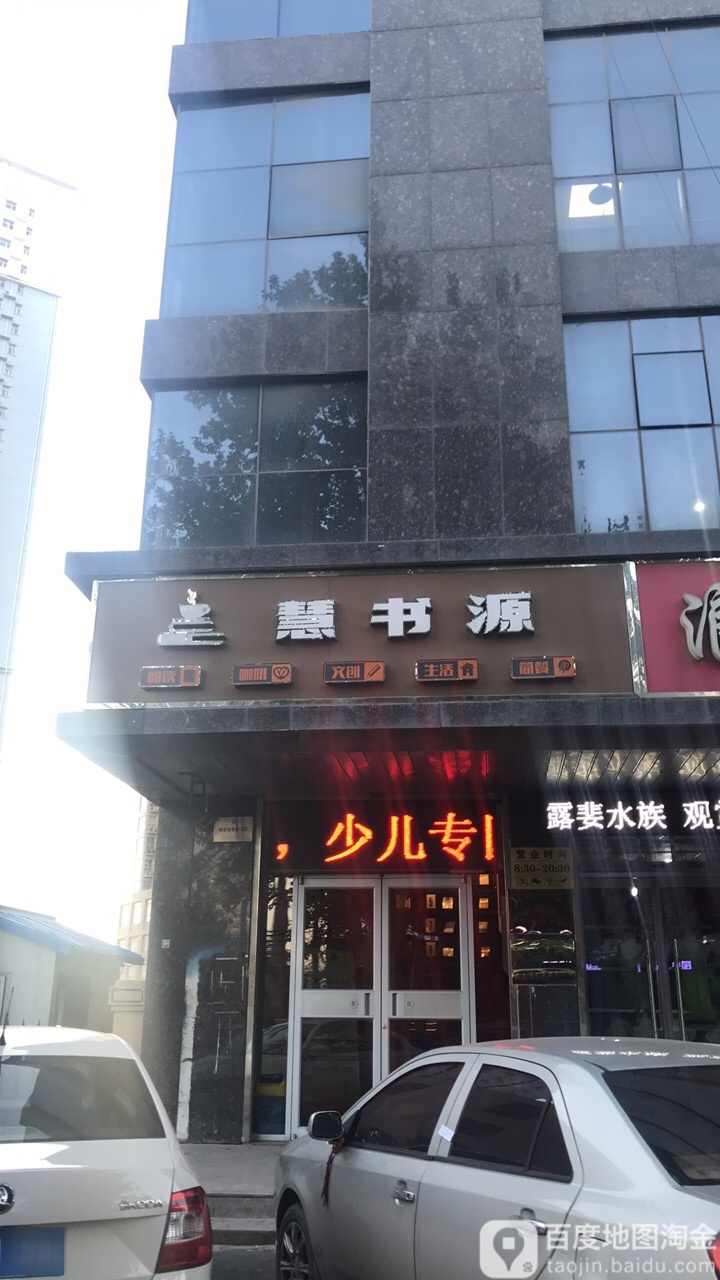 慧书源
阅读 咖啡 文创 生活 简餐
，少儿专
露斐水族 观赏
营业时间
8:30-20:30
SKODA
百度地图淘金
taojin.baidu.com